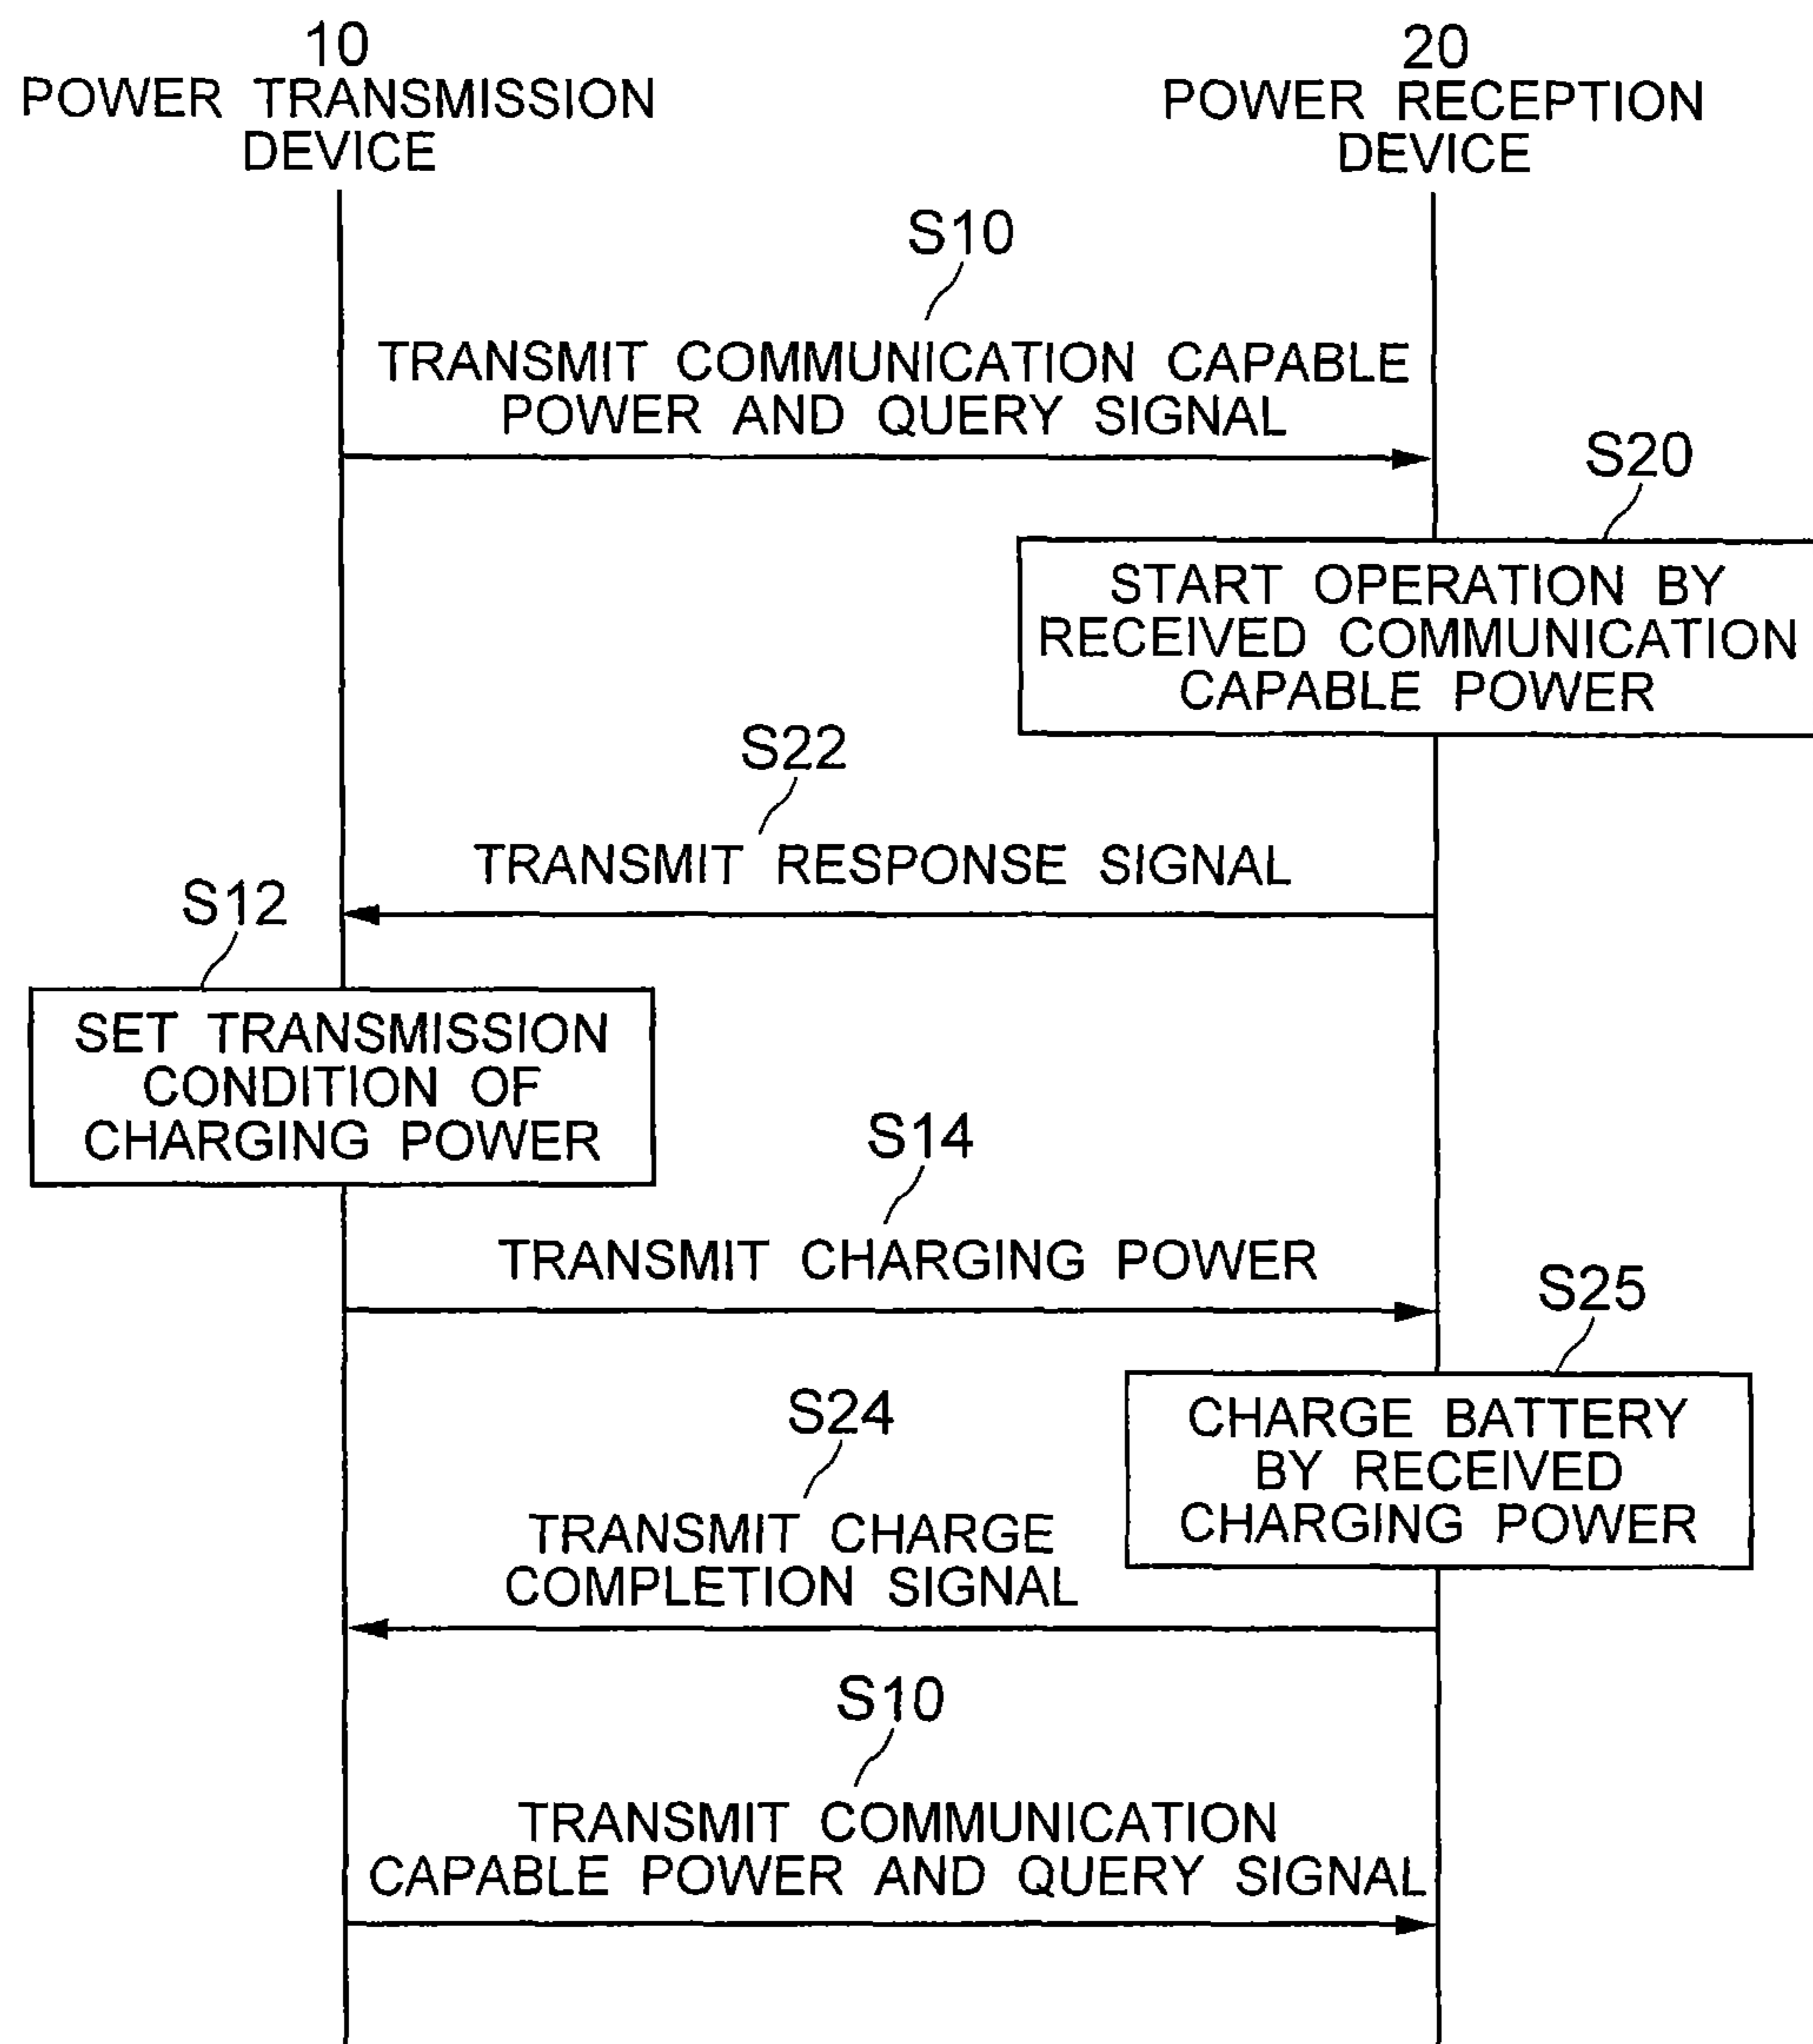 10
POWER TRANSMISSION
DEVICE
20
POWER RECEPTION
DEVICE
S10
TRANSMIT COMMUNICATION CAPABLE
POWER AND QUERY SIGNAL
S20
START OPERATION BY
RECEIVED COMMUNICATION
CAPABLE POWER
S22
TRANSMIT RESPONSE SIGNAL
S12
SET TRANSMISSION
CONDITION OF
CHARGING POWER
S14
TRANSMIT CHARGING POWER
S25
CHARGE BATTERY
BY RECEIVED
CHARGING POWER
S24
TRANSMIT CHARGE
COMPLETION SIGNAL
S10
TRANSMIT COMMUNICATION
CAPABLE POWER AND QUERY SIGNAL